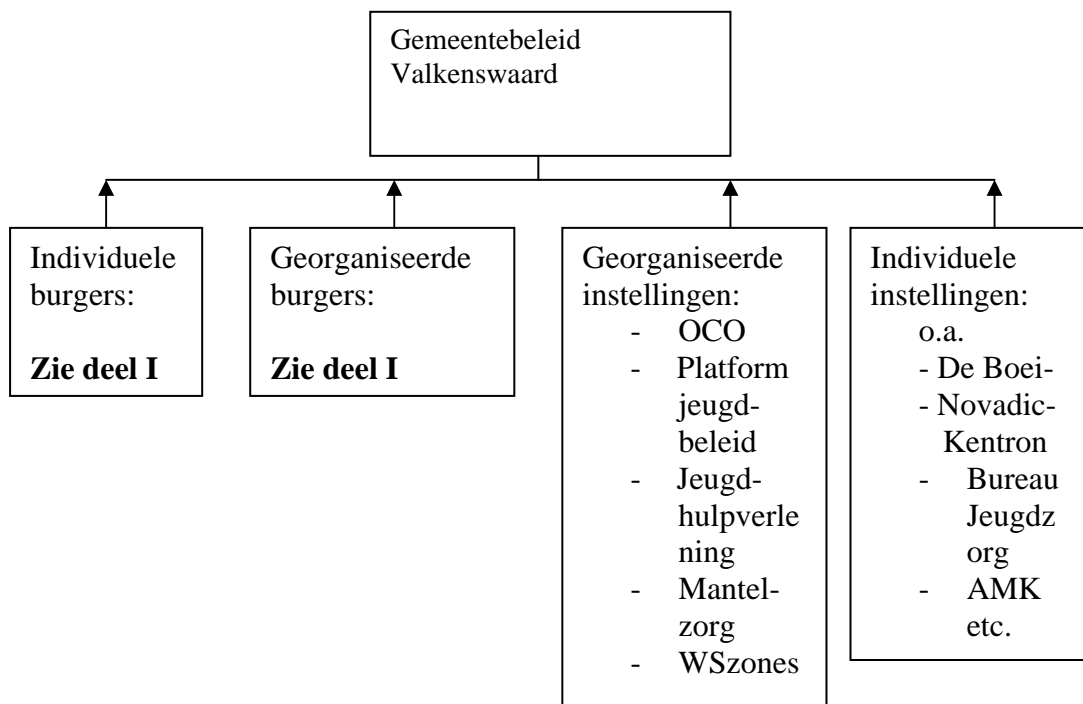 Gemeentebeleid
Valkenswaard
Individuele
burgers:
Zie deel I
Georganiseerde
burgers:
Zie deel I
Georganiseerde
instellingen:
- OCO
- Platform
jeugd-
beleid
- Jeugd-
hulpverle
ning
- Mantel-
zorg
- WSzones
Individuele
instellingen:
o.a.
- De Boei-
- Novadic-
Kentron
- Bureau
Jeugdz
org
- AMK
etc.